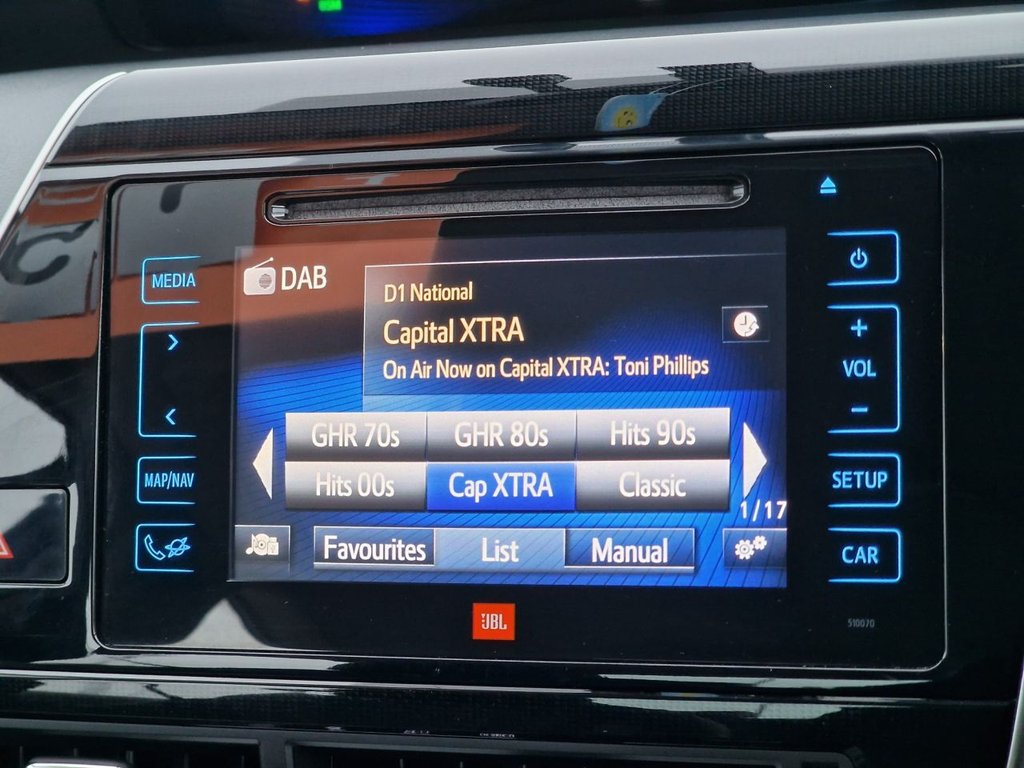 MEDIA
DAB
D1 National
Capital XTRA
On Air Now on Capital XTRA: Toni Phillips
+
VOL
−
GHR 70s GHR 80s Hits 90s
Hits 00s Cap XTRA Classic
1/17
MAP/NAV
SETUP
Favourites List Manual
CAR
JBL
510070